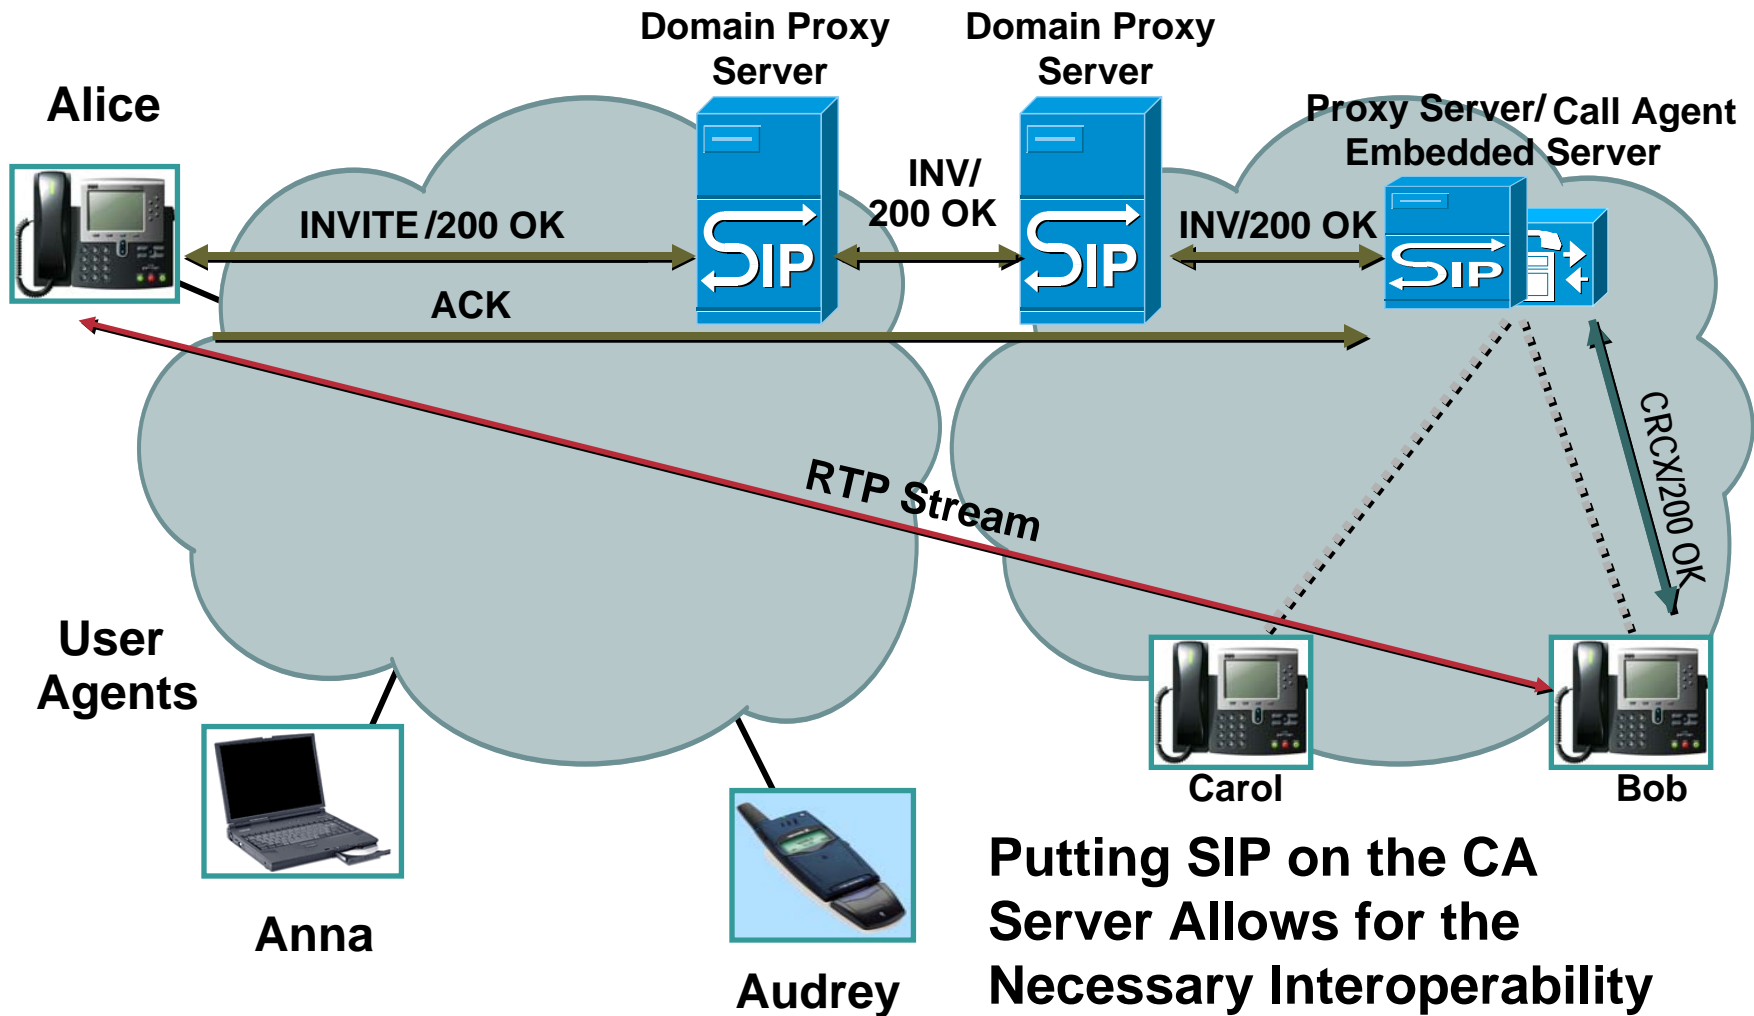 Domain Proxy
Server
Domain Proxy
Server
Alice
Proxy Server/ Call Agent
Embedded Server
INV/
200 OK
INVITE /200 OK
INV/200 OK
SIP
SIP
SIP
ACK
CRCX/200 OK
RTP Stream
User
Agents
Carol
Bob
Anna
Audrey
Putting SIP on the CA
Server Allows for the
Necessary Interoperability